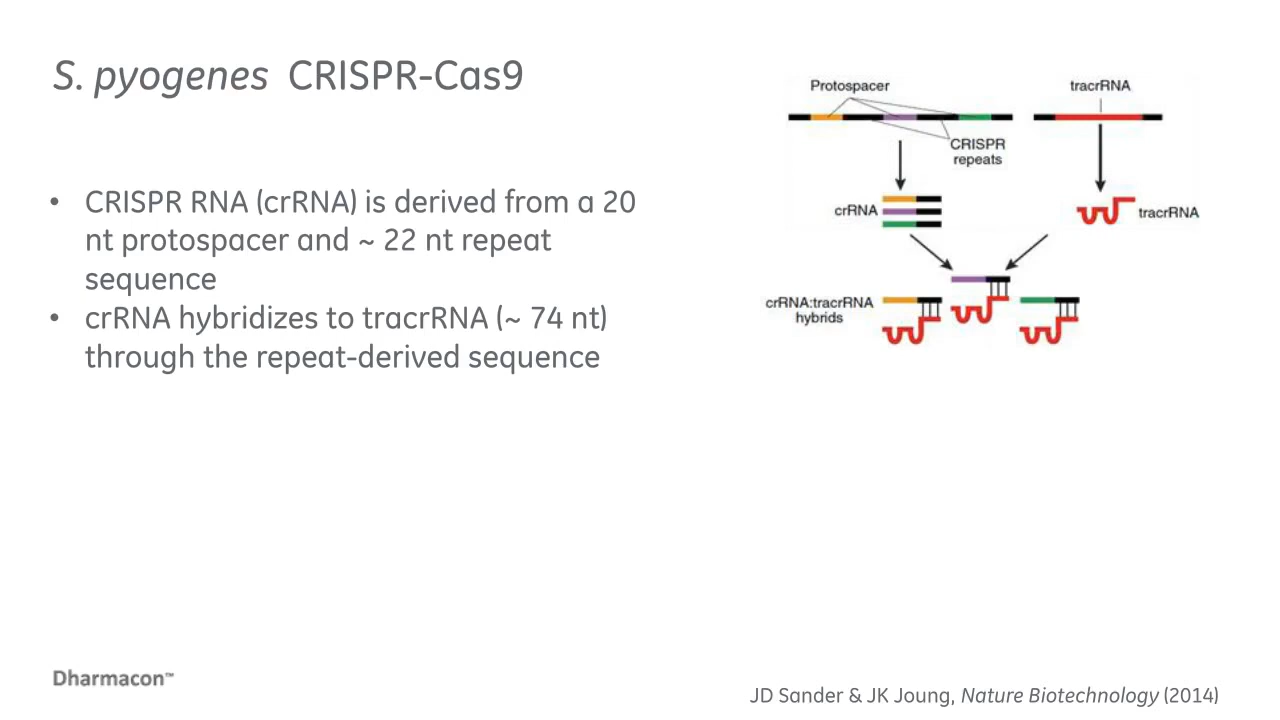 S. pyogenes CRISPR-Cas9
• CRISPR RNA (crRNA) is derived from a 20
nt protospacer and ~ 22 nt repeat
sequence
• crRNA hybridizes to tracrRNA (~ 74 nt)
through the repeat-derived sequence
Protospacer
tracrRNA
CRISPR
repeats
crRNA
tracrRNA
crRNA:tracrRNA
hybrids
Dharmacon™
JD Sander & JK Joung, Nature Biotechnology (2014)